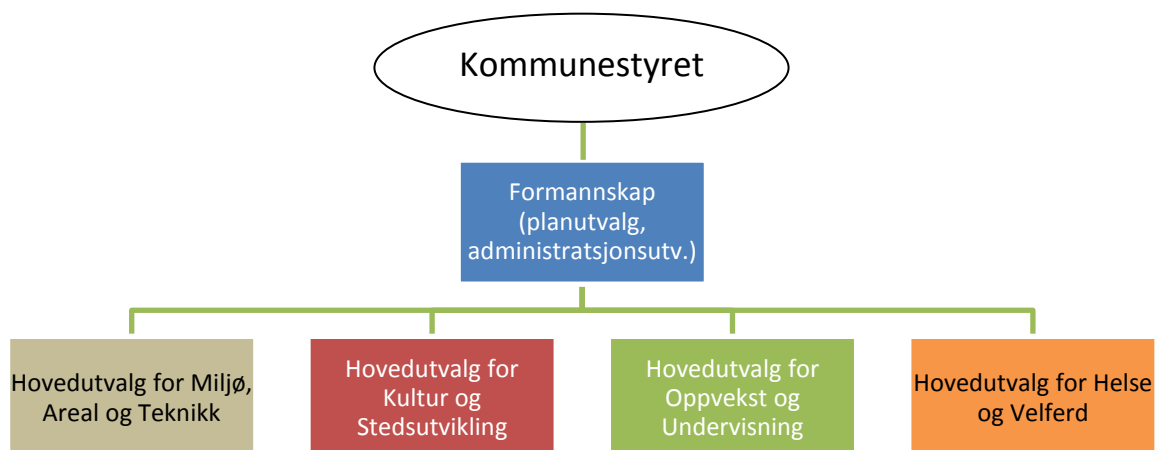 Kommunestyret
Formannskap
(planutvalg,
administratsjonsutv.)
Hovedutvalg for Miljø,
Areal og Teknikk
Hovedutvalg for
Kultur og
Stedsutvikling
Hovedutvalg for
Oppvekst og
Undervisning
Hovedutvalg for Helse
og Velferd